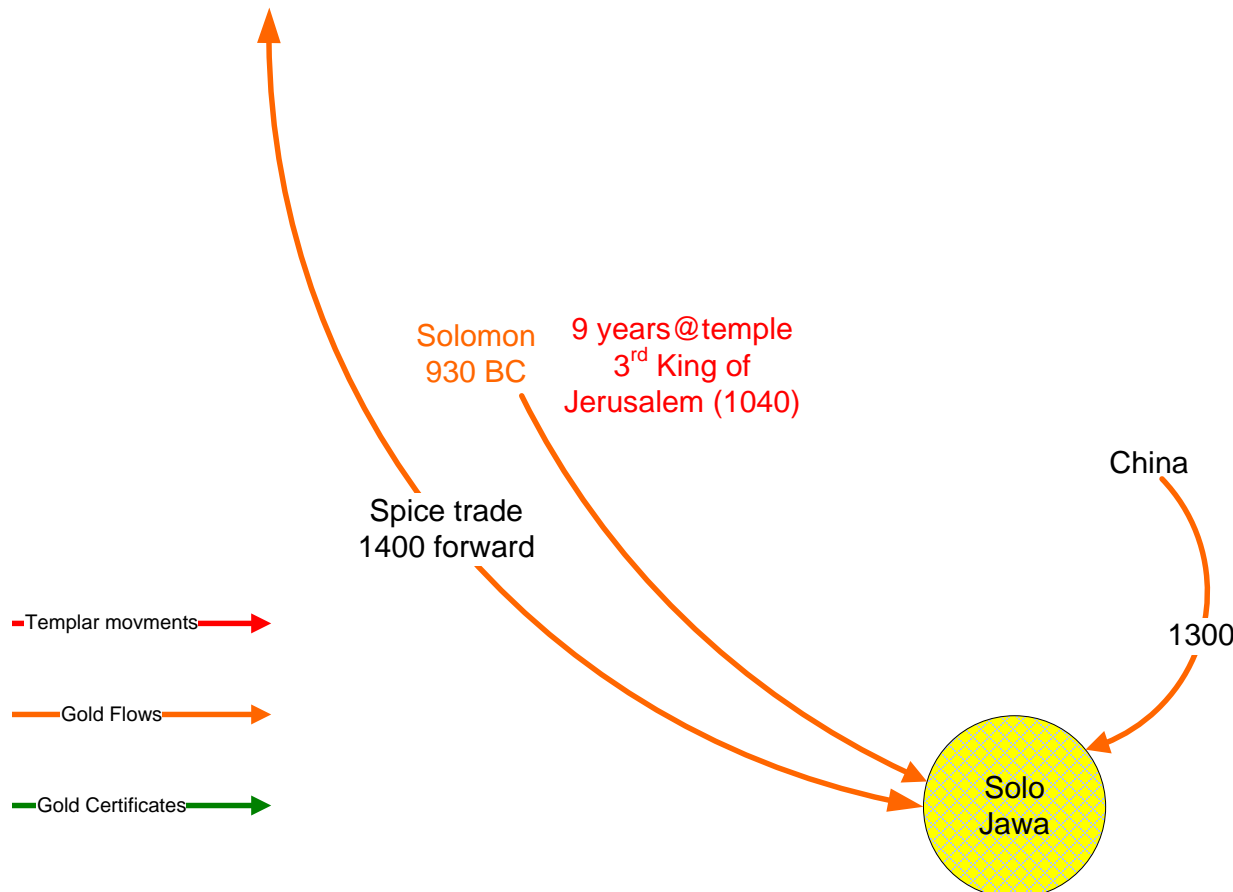 Solomon
930 BC
9 years@temple
3rd King of
Jerusalem (1040)
China
Spice trade
1400 forward
Templar movments
1300
Gold Flows
Gold Certificates
Solo
Jawa